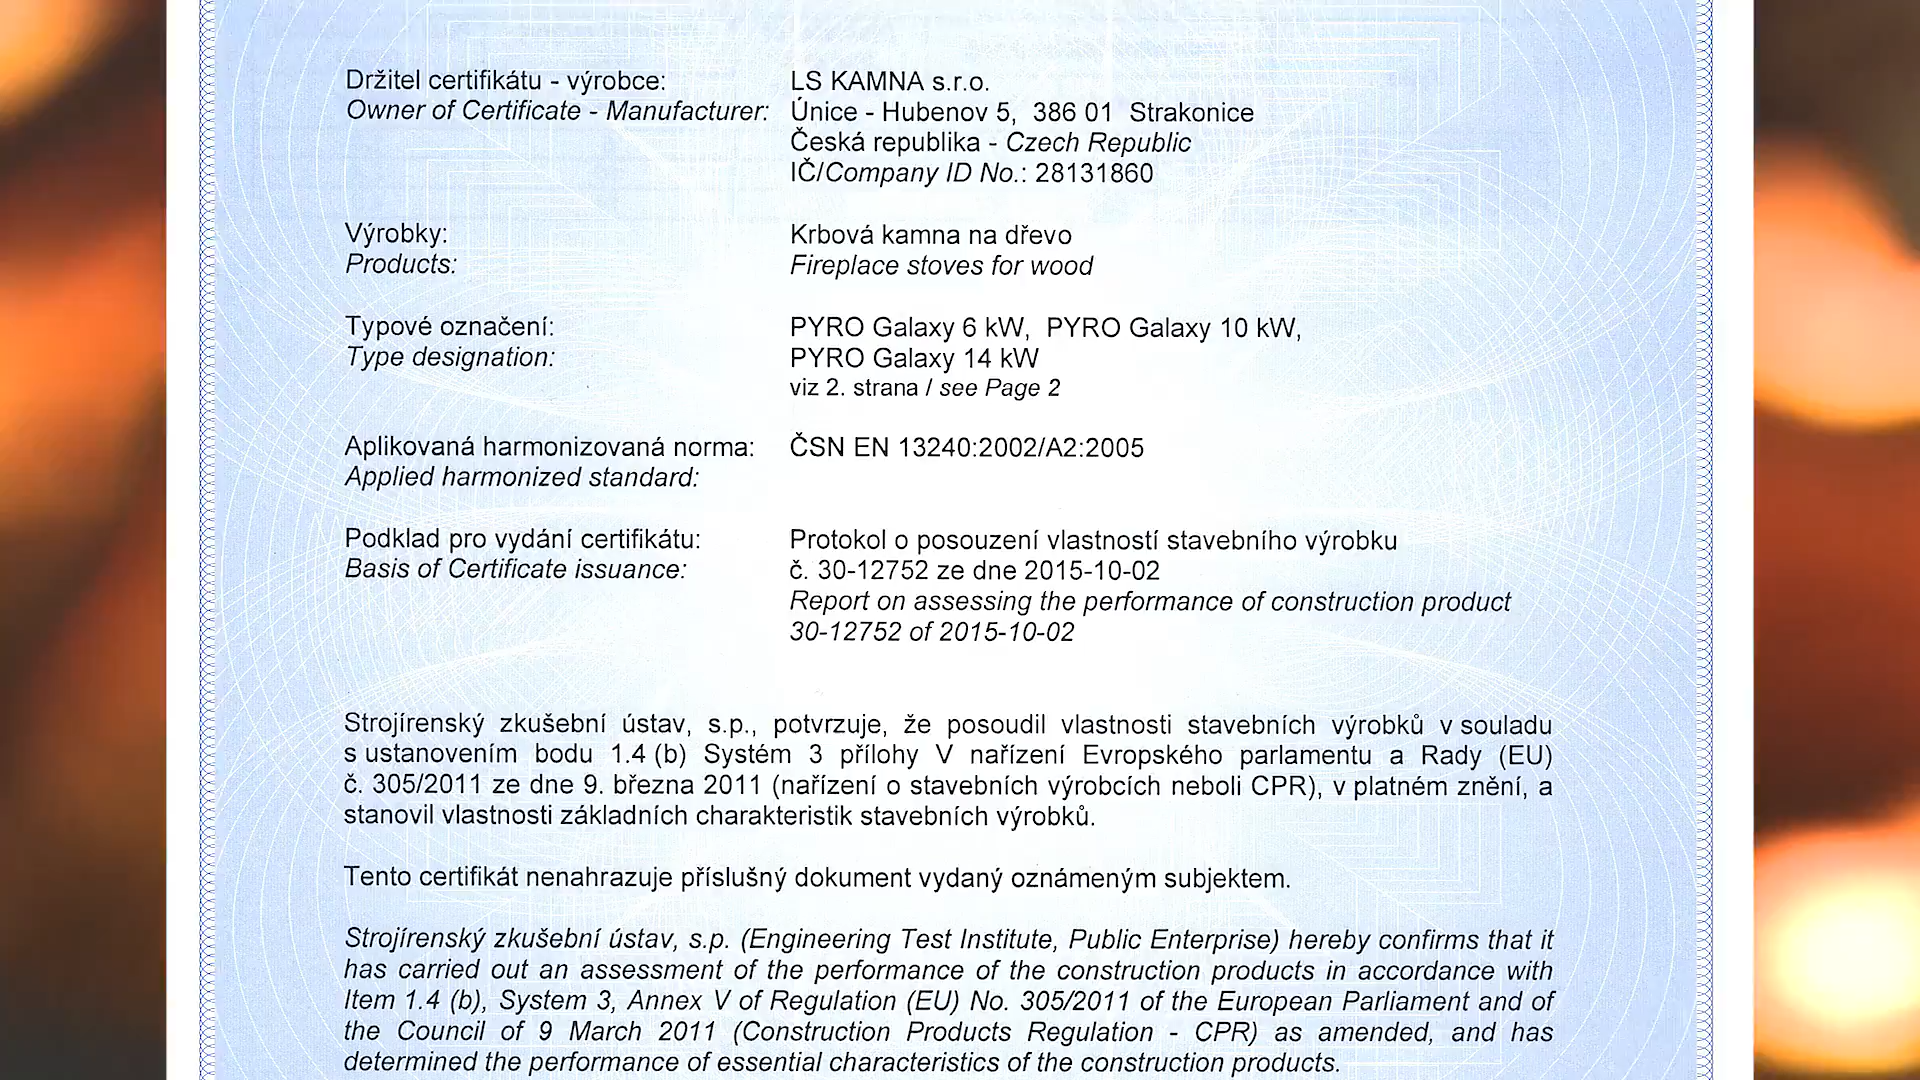 Držitel certifikátu - výrobce: LS KAMNA s.r.o.
Owner of Certificate - Manufacturer: Únice - Hubenov 5, 386 01 Strakonice
Česká republika - Czech Republic
IČ/Company ID No.: 28131860
Výrobky: Krbová kamna na dřevo
Products: Fireplace stoves for wood
Typové označení: PYRO Galaxy 6 kW, PYRO Galaxy 10 kW,
Type designation: PYRO Galaxy 14 kW
viz 2. strana / see Page 2
Aplikovaná harmonizovaná norma: ČSN EN 13240:2002/A2:2005
Applied harmonized standard:
Podklad pro vydání certifikátu: Protokol o posouzení vlastností stavebního výrobku
Basis of Certificate issuance: č. 30-12752 ze dne 2015-10-02
Report on assessing the performance of construction product
30-12752 of 2015-10-02
Strojírenský zkušební ústav, s.p., potvrzuje, že posoudil vlastnosti stavebních výrobků v souladu
s ustanovením bodu 1.4 (b) Systém 3 přílohy V nařízení Evropského parlamentu a Rady (EU)
č. 305/2011 ze dne 9. března 2011 (nařízení o stavebních výrobcích neboli CPR), v platném znění, a
stanovil vlastnosti základních charakteristik stavebních výrobků.
Tento certifikát nenahrazuje příslušný dokument vydaný oznámeným subjektem.
Strojírenský zkušební ústav, s.p. (Engineering Test Institute, Public Enterprise) hereby confirms that it
has carried out an assessment of the performance of the construction products in accordance with
Item 1.4 (b), System 3, Annex V of Regulation (EU) No. 305/2011 of the European Parliament and of
the Council of 9 March 2011 (Construction Products Regulation - CPR) as amended, and has
determined the performance of essential characteristics of the construction products.